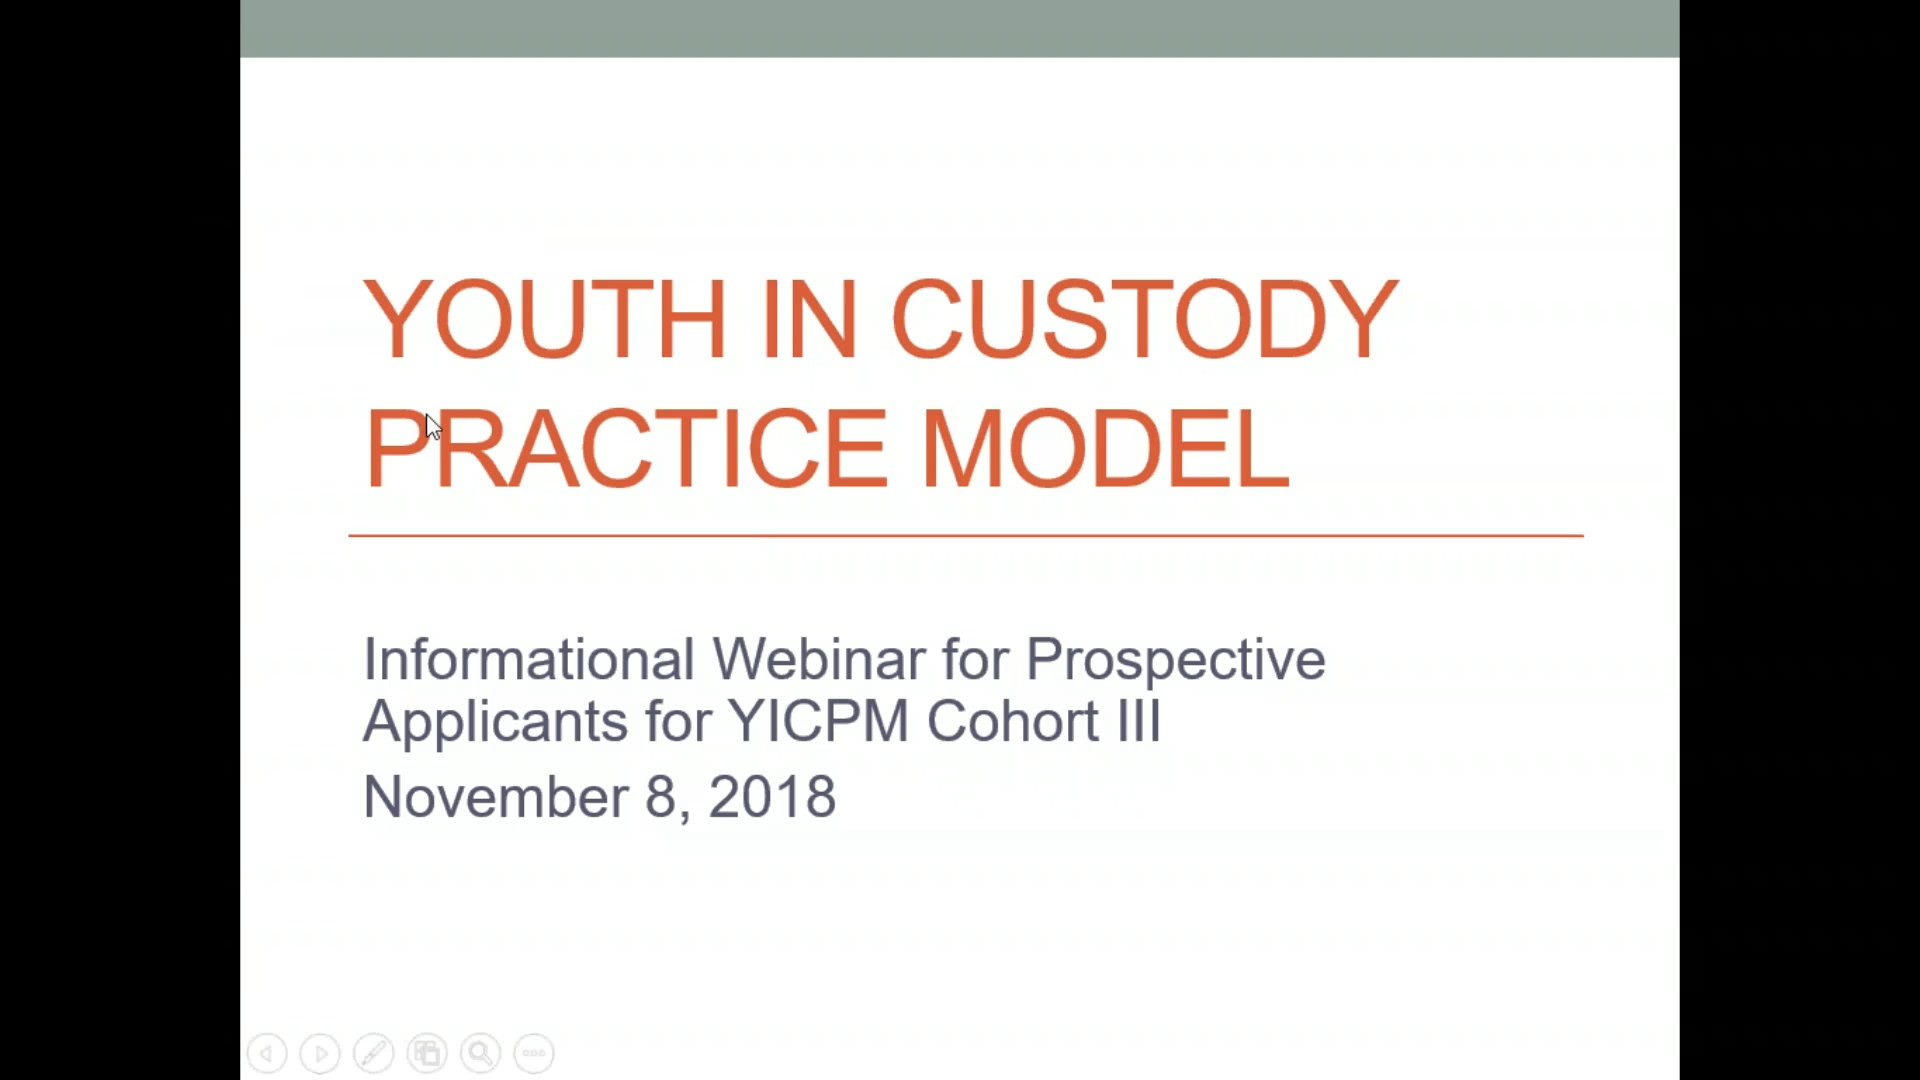 YOUTH IN CUSTODY
PRACTICE MODEL
Informational Webinar for Prospective
Applicants for YICPM Cohort III
November 8, 2018